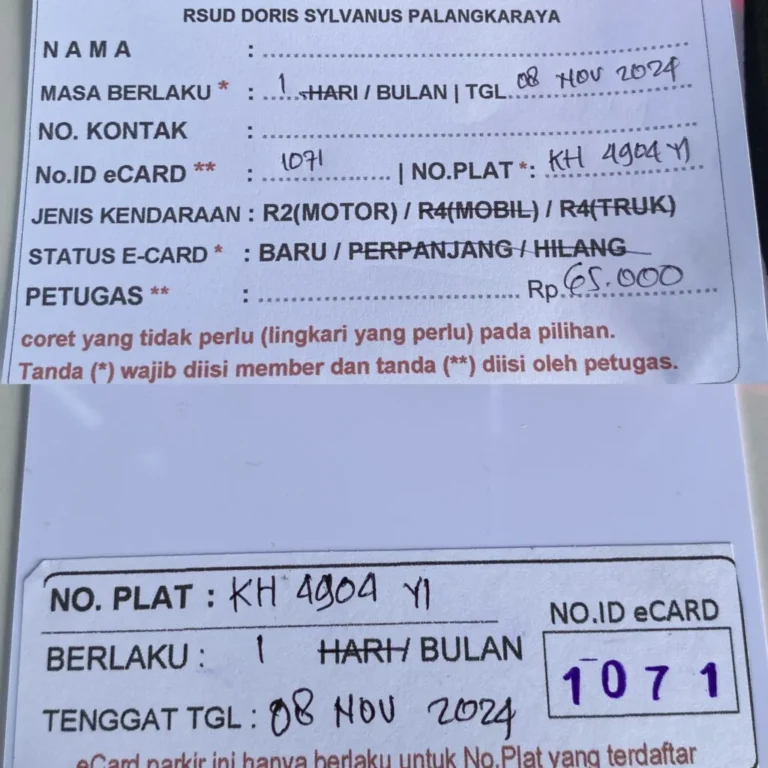 RSUD DORIS SYLVANUS PALANGKARAYA
NAMA :
MASA BERLAKU * : 1 HARI / BULAN | TGL. 08 NOV 2024
NO. KONTAK :
No.ID eCARD ** : 1071 | NO.PLAT *: KH 4904 YI
JENIS KENDARAAN : R2(MOTOR) / R4(MOBIL) / R4(TRUK)
STATUS E-CARD * : BARU / PERPANJANG / HILANG
PETUGAS ** : Rp. 65.000
coret yang tidak perlu (lingkari yang perlu) pada pilihan.
Tanda (*) wajib diisi member dan tanda (**) diisi oleh petugas.
NO. PLAT : KH 4904 YI
BERLAKU : 1 HARI / BULAN
TENGGAT TGL : 08 NOV 2024
NO.ID eCARD
1071
eCard parkir ini hanya berlaku untuk No.Plat yang terdaftar